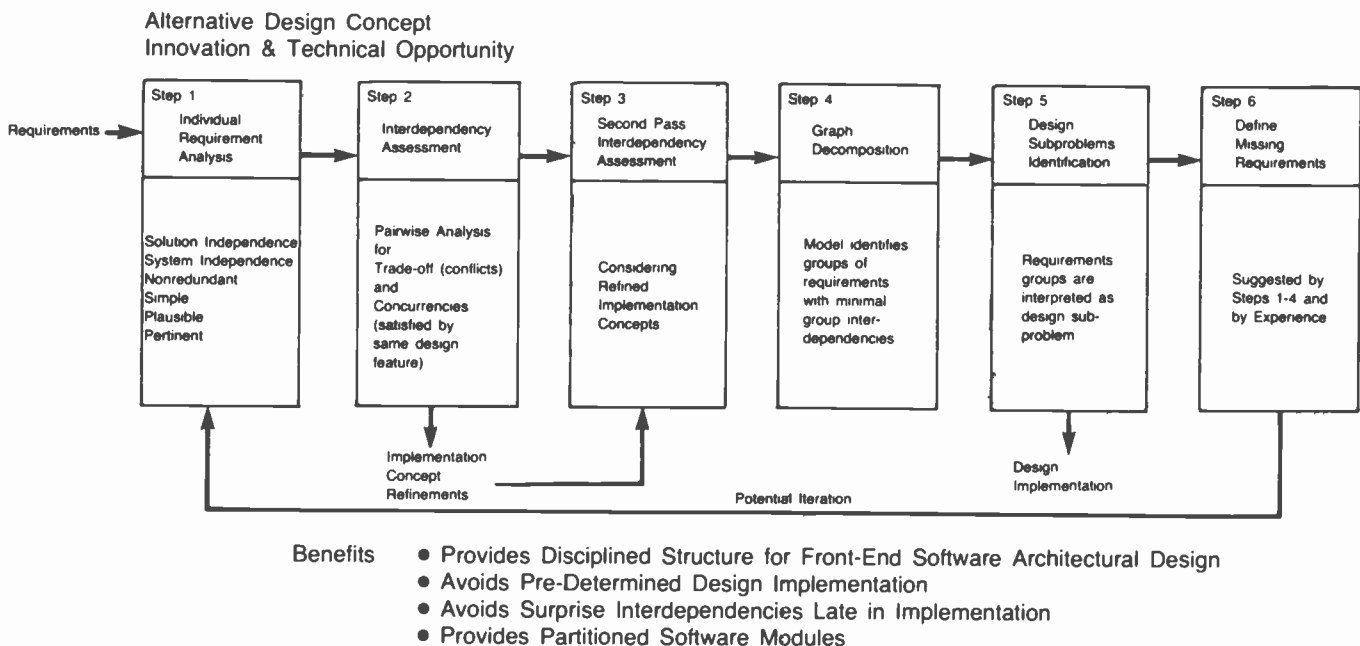 Alternative Design Concept
Innovation & Technical Opportunity
Requirements
Step 1
Individual
Requirement
Analysis
Solution Independence
System Independence
Nonredundant
Simple
Plausible
Pertinent
Step 2
Interdependency
Assessment
Pairwise Analysis
for
Trade-off (conflicts)
and
Concurrencies
(satisfied by
same design
feature)
Implementation
Concept
Refinements
Step 3
Second Pass
Interdependency
Assessment
Considering
Refined
Implementation
Concepts
Step 4
Graph
Decomposition
Model identifies
groups of
requirements
with minimal
group inter-
dependencies
Step 5
Design
Subproblems
Identification
Requirements
groups are
interpreted as
design sub-
problem
Design
Implementation
Step 6
Define
Missing
Requirements
Suggested by
Steps 1-4 and
by Experience
Potential Iteration
Benefits
● Provides Disciplined Structure for Front-End Software Architectural Design
● Avoids Pre-Determined Design Implementation
● Avoids Surprise Interdependencies Late in Implementation
● Provides Partitioned Software Modules